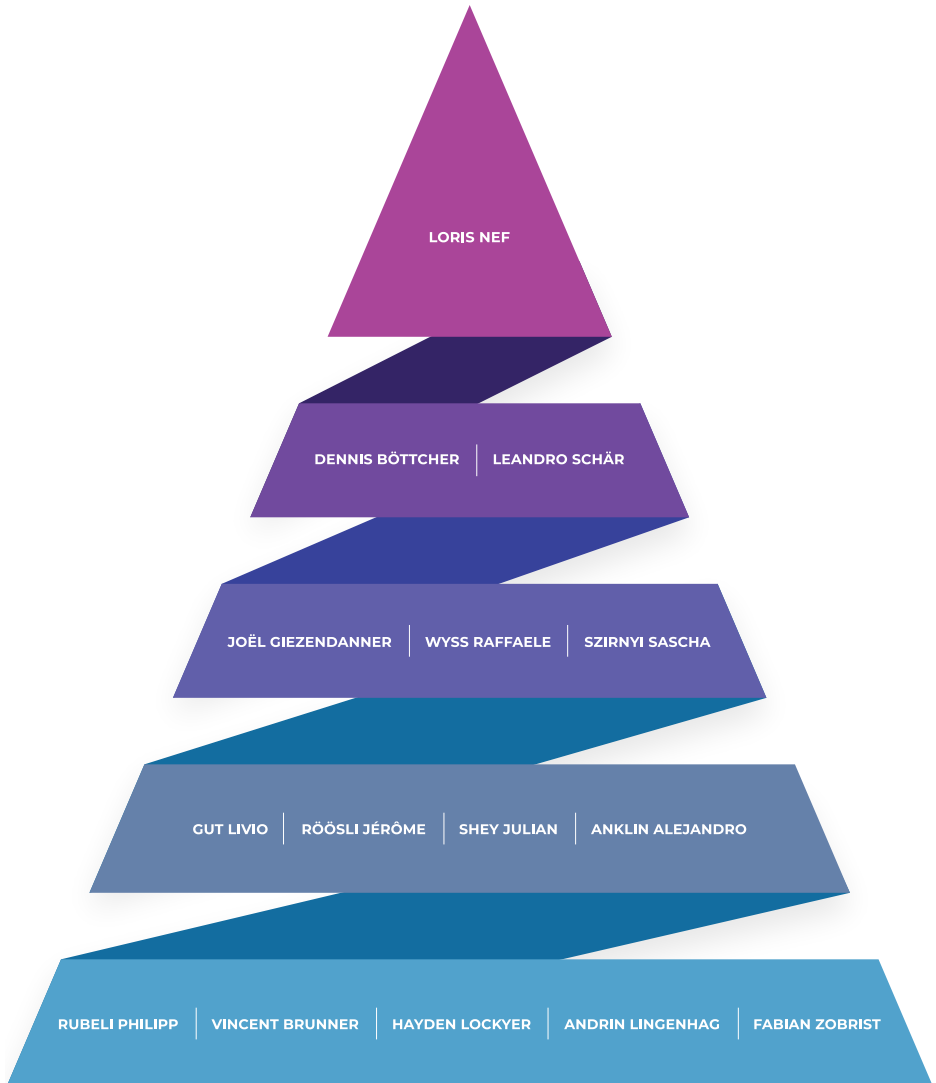 LORIS NEF
DENNIS BÖTTCHER LEANDRO SCHÄR
JOËL GIEZENDANNER WYSS RAFFAELE SZIRNYI SASCHA
GUT LIVIO RÖÖSLI JÉRÔME SHEY JULIAN ANKLIN ALEJANDRO
RUBELI PHILIPP VINCENT BRUNNER HAYDEN LOCKYER ANDRIN LINGENHAG FABIAN ZOBRIST